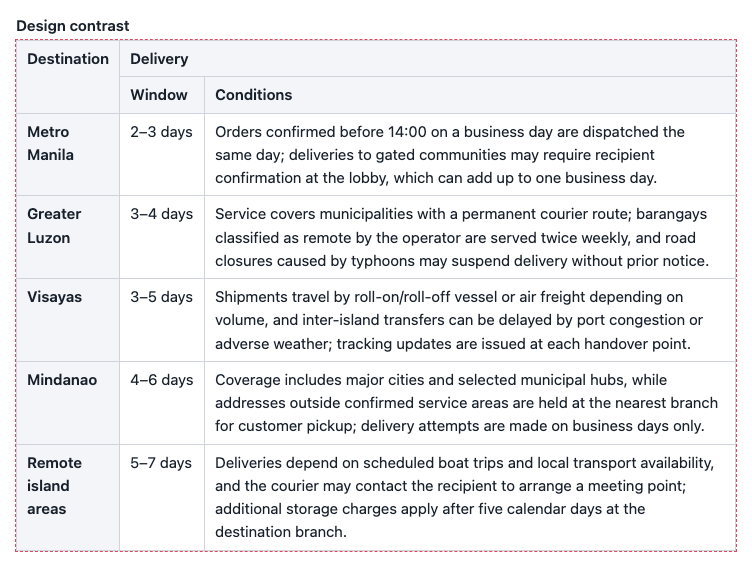 Design contrast
Destination
Delivery
Window
Conditions
Metro
Manila
2–3 days
Orders confirmed before 14:00 on a business day are dispatched the
same day; deliveries to gated communities may require recipient
confirmation at the lobby, which can add up to one business day.
Greater
Luzon
3–4 days
Service covers municipalities with a permanent courier route; barangays
classified as remote by the operator are served twice weekly, and road
closures caused by typhoons may suspend delivery without prior notice.
Visayas
3–5 days
Shipments travel by roll-on/roll-off vessel or air freight depending on
volume, and inter-island transfers can be delayed by port congestion or
adverse weather; tracking updates are issued at each handover point.
Mindanao
4–6 days
Coverage includes major cities and selected municipal hubs, while
addresses outside confirmed service areas are held at the nearest branch
for customer pickup; delivery attempts are made on business days only.
Remote
island
areas
5–7 days
Deliveries depend on scheduled boat trips and local transport availability,
and the courier may contact the recipient to arrange a meeting point;
additional storage charges apply after five calendar days at the
destination branch.